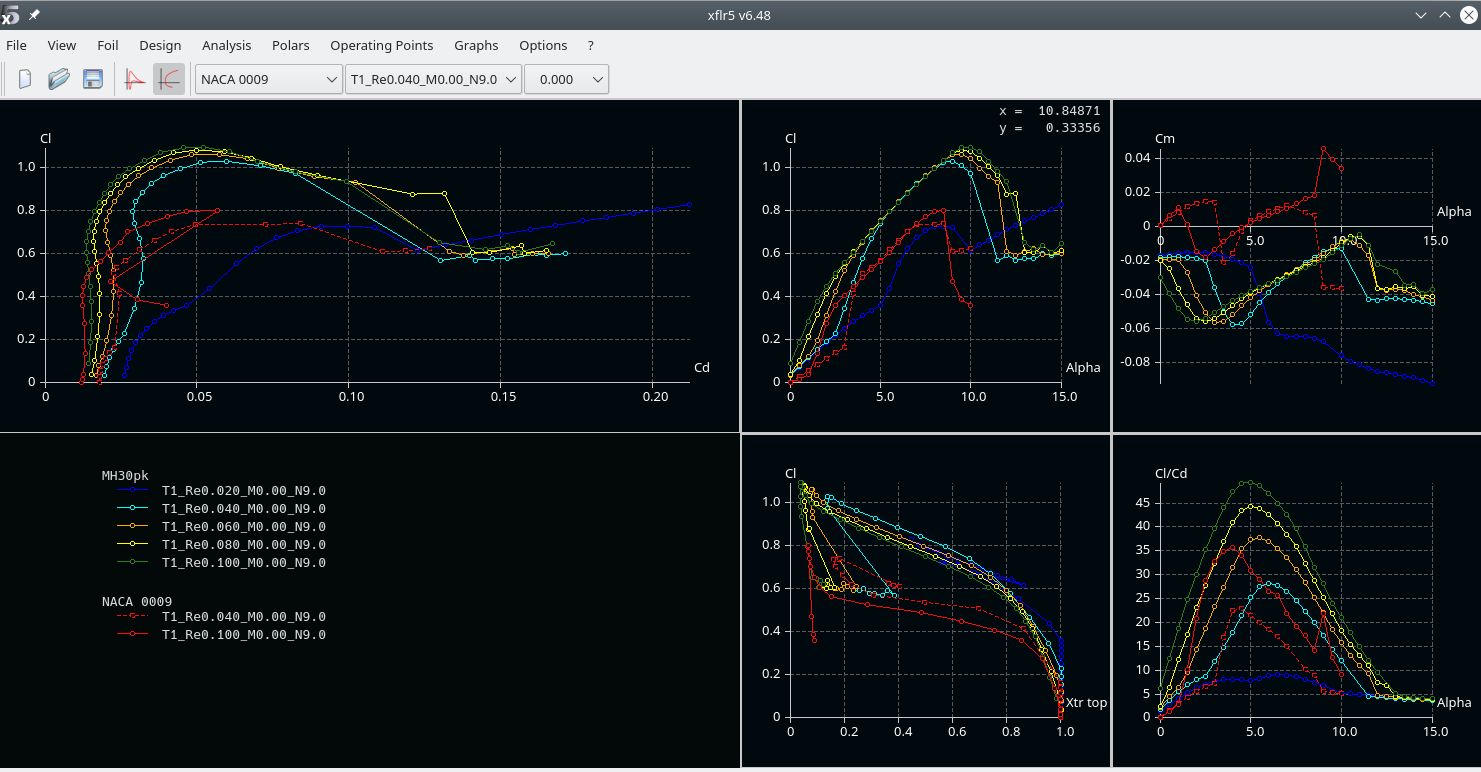 xflr5 v6.48
File View Foil Design Analysis Polars Operating Points Graphs Options ?
NACA 0009 T1_Re0.040_M0.00_N9.0 0.000
Cl
1.0
0.8
0.6
0.4
0.2
0
0 0.05 0.10 0.15 0.20
Cd
x = 10.84871
y = 0.33356
Cl
1.0
0.8
0.6
0.4
0.2
0
0 5.0 10.0 15.0
Alpha
Cm
0.04
0.02
0
-0.02
-0.04
-0.06
-0.08
Alpha
0 5.0 10.0 15.0
MH30pk
T1_Re0.020_M0.00_N9.0
T1_Re0.040_M0.00_N9.0
T1_Re0.060_M0.00_N9.0
T1_Re0.080_M0.00_N9.0
T1_Re0.100_M0.00_N9.0
NACA 0009
T1_Re0.040_M0.00_N9.0
T1_Re0.100_M0.00_N9.0
Cl
1.0
0.8
0.6
0.4
0.2
0
Xtr top
0 0.2 0.4 0.6 0.8 1.0
Cl/Cd
45
40
35
30
25
20
15
10
5
0
Alpha
0 5.0 10.0 15.0